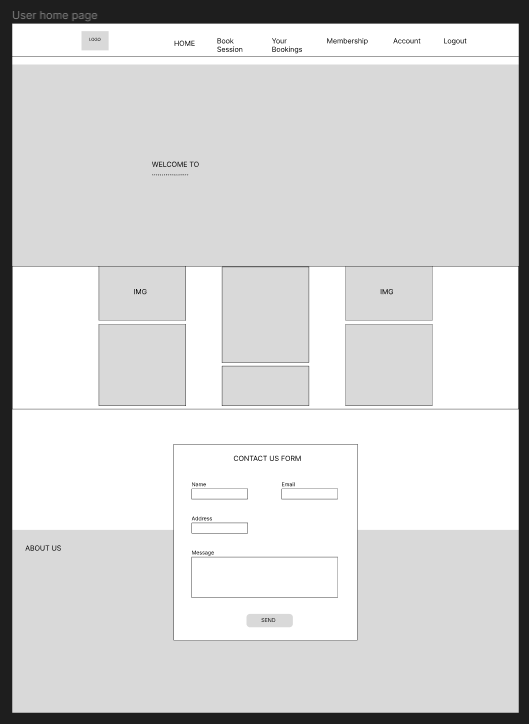 User home page
LOGO
HOME
Book
Session
Your
Bookings
Membership
Account
Logout
WELCOME TO
..................
IMG
IMG
CONTACT US FORM
Name
Email
Address
Message
SEND
ABOUT US